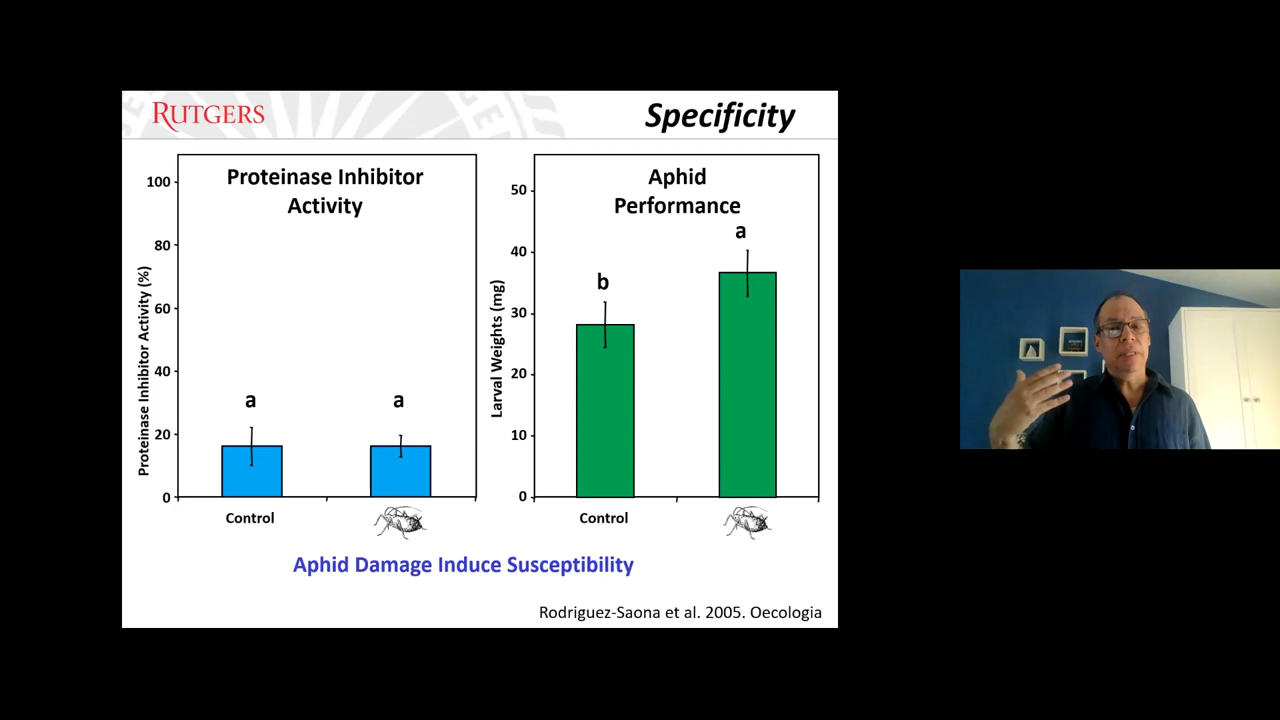 RUTGERS
Specificity
Proteinase Inhibitor
Activity
Proteinase Inhibitor Activity (%)
100
80
60
40
20
0
a
a
Control
Aphid
Performance
Larval Weights (mg)
50
40
30
20
10
0
b
a
Control
Aphid Damage Induce Susceptibility
Rodriguez-Saona et al. 2005. Oecologia